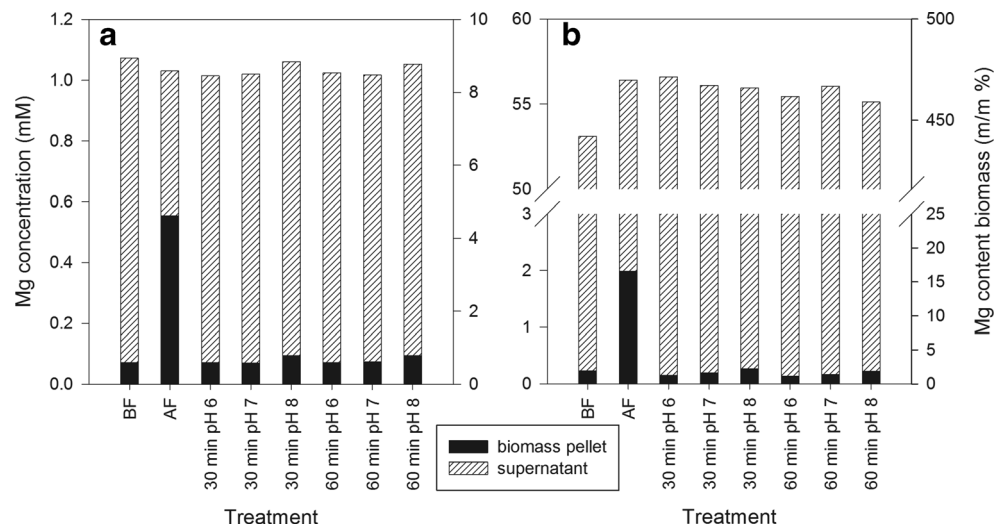 a
b
Mg concentration (mM)
1.2
1.0
0.8
0.6
0.4
0.2
0.0
10
8
6
4
2
0
60
55
50
3
2
1
0
500
450
25
20
15
10
5
0
Mg content biomass (m/m %)
BF
AF
30 min pH 6
30 min pH 7
30 min pH 8
60 min pH 6
60 min pH 7
60 min pH 8
BF
AF
30 min pH 6
30 min pH 7
30 min pH 8
60 min pH 6
60 min pH 7
60 min pH 8
biomass pellet
supernatant
Treatment
Treatment